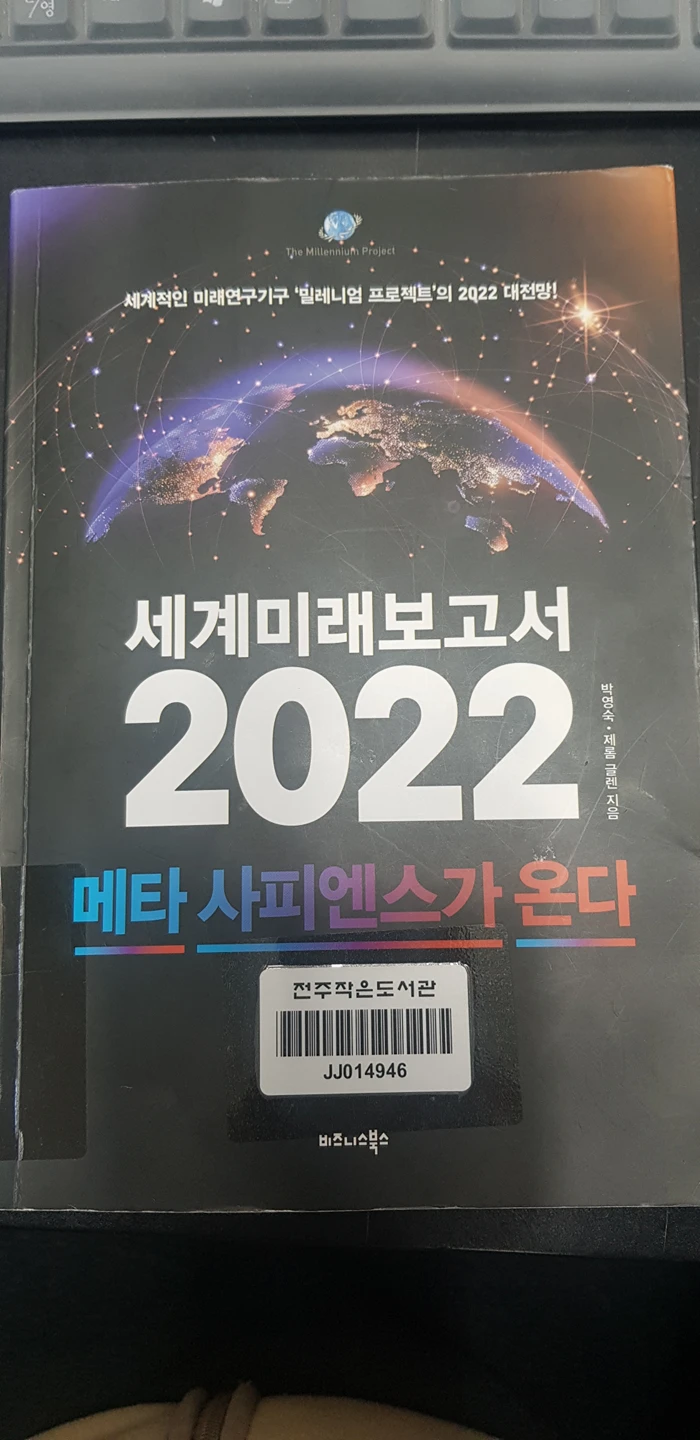 /영
The Millennium Project
세계적인 미래연구기구 '밀레니엄 프로젝트'의 2022 대전망!
세계미래보고서
2022
박영숙·제롬 글렌 지음
메타 사피엔스가 온다
전주작은도서관
JJ014946
비즈니스북스